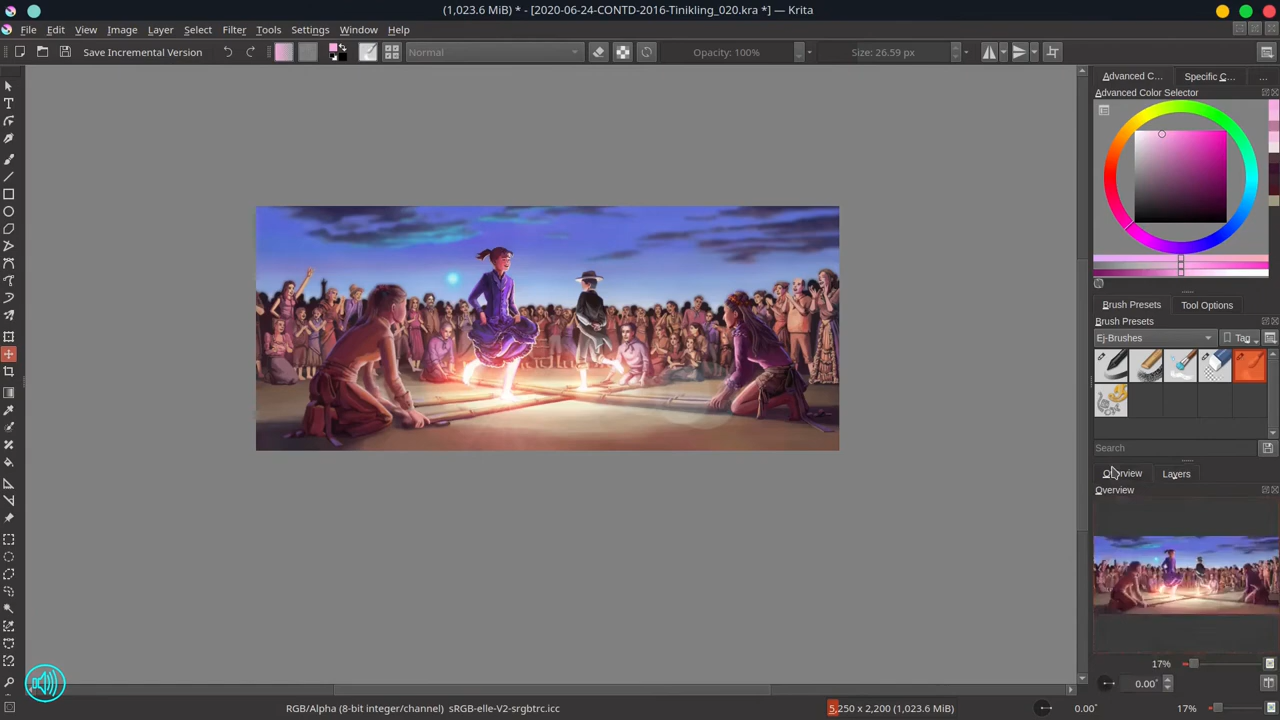 (1,023.6 MiB) * - [2020-06-24-CONTD-2016-Tinikling_020.kra *] — Krita
File Edit View Image Layer Select Filter Tools Settings Window Help
Save Incremental Version
Normal
Opacity: 100%
Size: 26.59 px
Advanced C...
Specific C...
...
Advanced Color Selector
Brush Presets
Tool Options
Brush Presets
Ej-Brushes
Tag
Search
Overview
Layers
Overview
17%
0.00°
RGB/Alpha (8-bit integer/channel) sRGB-elle-V2-srgbtrc.icc
5,250 x 2,200 (1,023.6 MiB)
0.00°
17%